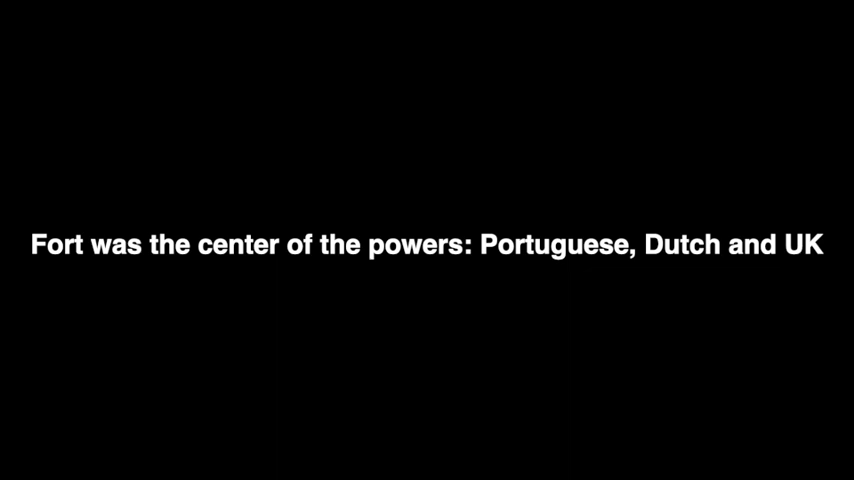 Fort was the center of the powers: Portuguese, Dutch and UK